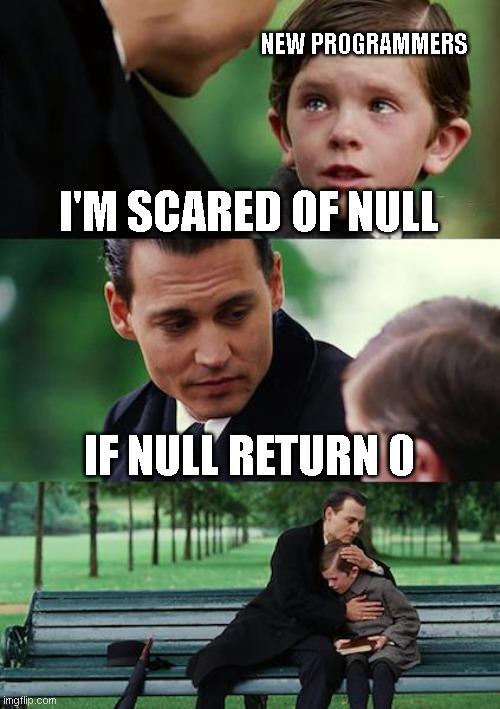 NEW PROGRAMMERS
I'M SCARED OF NULL
IF NULL RETURN 0
imgflip.com